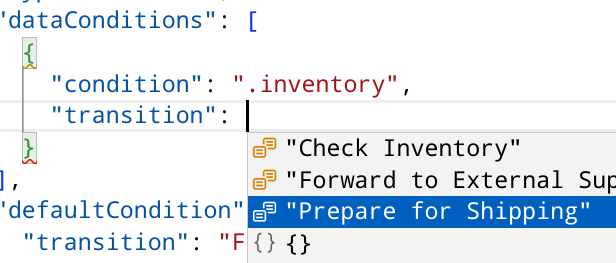 "dataConditions": [
{
"condition": ".inventory",
"transition":
"Check Inventory"
}
"Forward to External Sup
],
"defaultCondition"
"Prepare for Shipping"
"transition": "F
{} {}